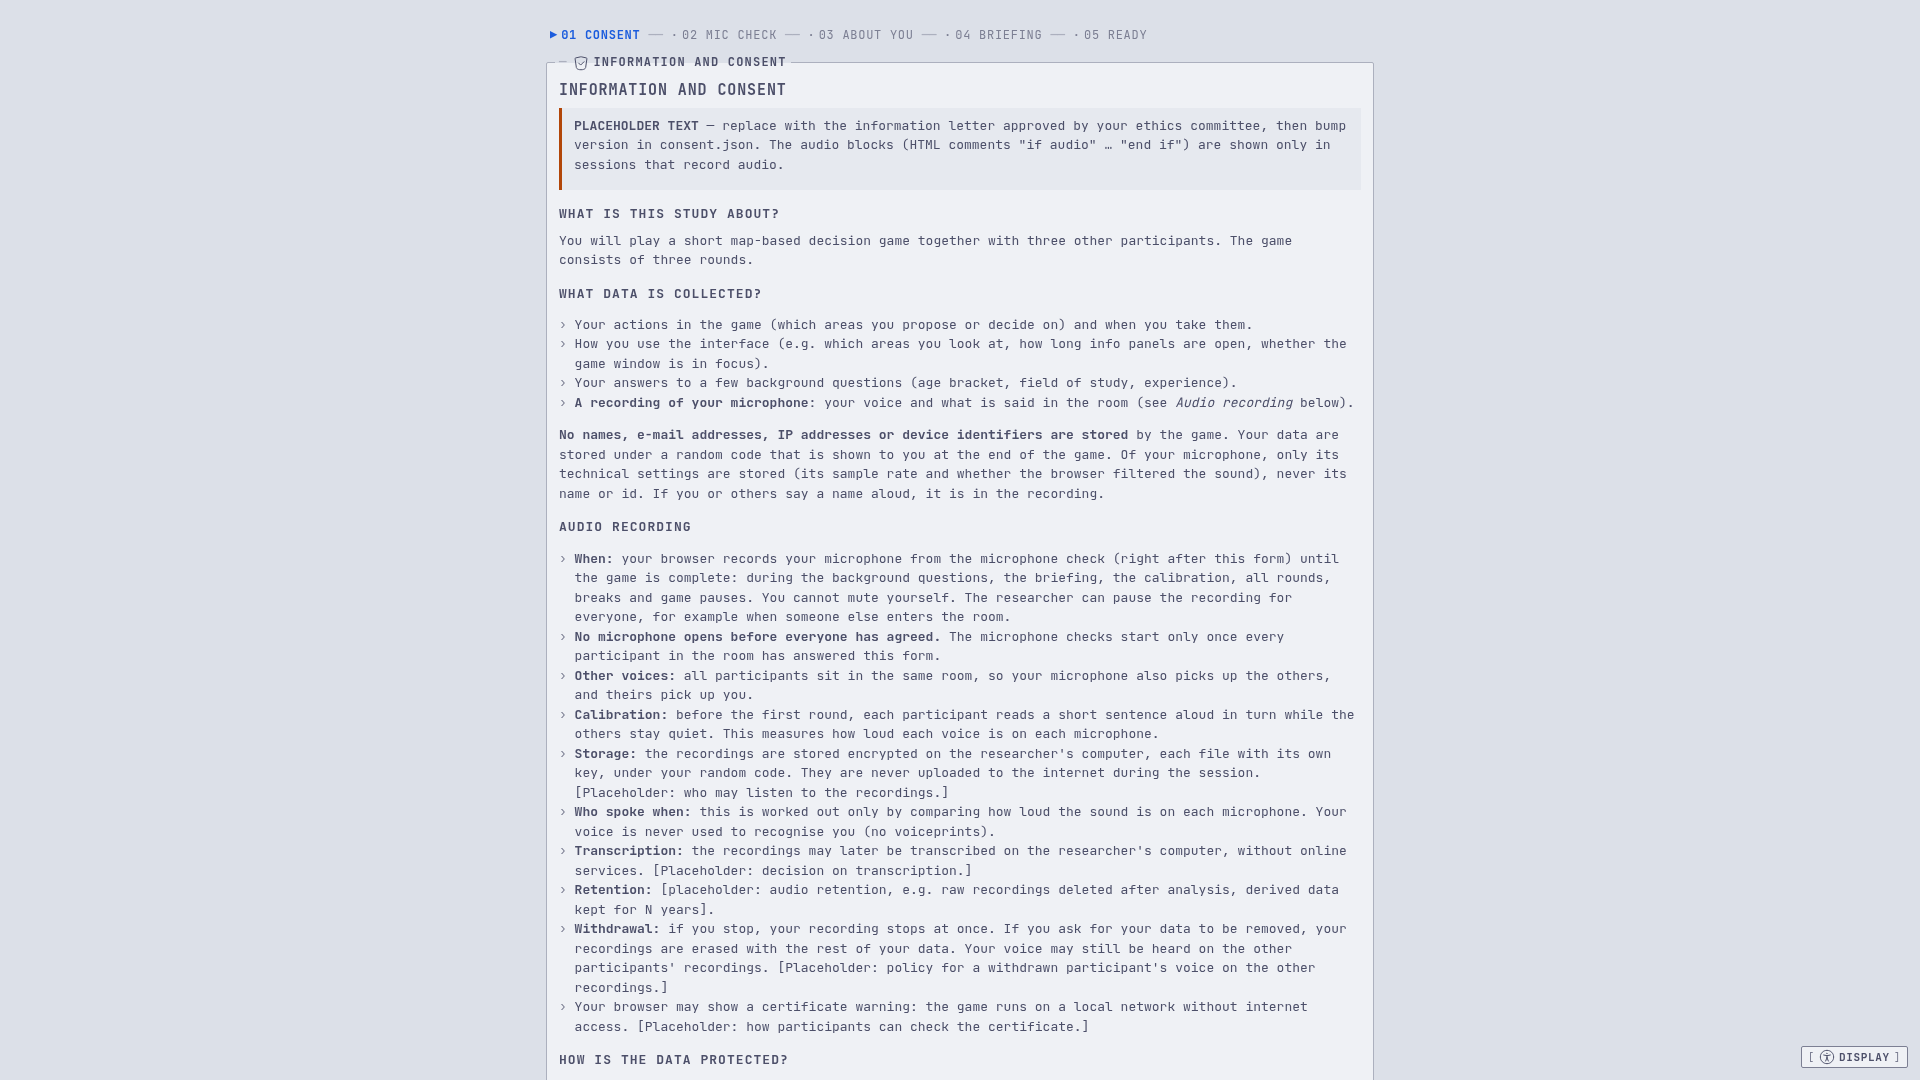 ▶ 01 CONSENT — · 02 MIC CHECK — · 03 ABOUT YOU — · 04 BRIEFING — · 05 READY
INFORMATION AND CONSENT
INFORMATION AND CONSENT
PLACEHOLDER TEXT — replace with the information letter approved by your ethics committee, then bump
version in consent.json. The audio blocks (HTML comments "if audio" … "end if") are shown only in
sessions that record audio.
WHAT IS THIS STUDY ABOUT?
You will play a short map-based decision game together with three other participants. The game
consists of three rounds.
WHAT DATA IS COLLECTED?
› Your actions in the game (which areas you propose or decide on) and when you take them.
› How you use the interface (e.g. which areas you look at, how long info panels are open, whether the
game window is in focus).
› Your answers to a few background questions (age bracket, field of study, experience).
› A recording of your microphone: your voice and what is said in the room (see Audio recording below).
No names, e-mail addresses, IP addresses or device identifiers are stored by the game. Your data are
stored under a random code that is shown to you at the end of the game. Of your microphone, only its
technical settings are stored (its sample rate and whether the browser filtered the sound), never its
name or id. If you or others say a name aloud, it is in the recording.
AUDIO RECORDING
› When: your browser records your microphone from the microphone check (right after this form) until
the game is complete: during the background questions, the briefing, the calibration, all rounds,
breaks and game pauses. You cannot mute yourself. The researcher can pause the recording for
everyone, for example when someone else enters the room.
› No microphone opens before everyone has agreed. The microphone checks start only once every
participant in the room has answered this form.
› Other voices: all participants sit in the same room, so your microphone also picks up the others,
and theirs pick up you.
› Calibration: before the first round, each participant reads a short sentence aloud in turn while the
others stay quiet. This measures how loud each voice is on each microphone.
› Storage: the recordings are stored encrypted on the researcher's computer, each file with its own
key, under your random code. They are never uploaded to the internet during the session.
[Placeholder: who may listen to the recordings.]
› Who spoke when: this is worked out only by comparing how loud the sound is on each microphone. Your
voice is never used to recognise you (no voiceprints).
› Transcription: the recordings may later be transcribed on the researcher's computer, without online
services. [Placeholder: decision on transcription.]
› Retention: [placeholder: audio retention, e.g. raw recordings deleted after analysis, derived data
kept for N years].
› Withdrawal: if you stop, your recording stops at once. If you ask for your data to be removed, your
recordings are erased with the rest of your data. Your voice may still be heard on the other
participants' recordings. [Placeholder: policy for a withdrawn participant's voice on the other
recordings.]
› Your browser may show a certificate warning: the game runs on a local network without internet
access. [Placeholder: how participants can check the certificate.]
HOW IS THE DATA PROTECTED?
[ DISPLAY ]